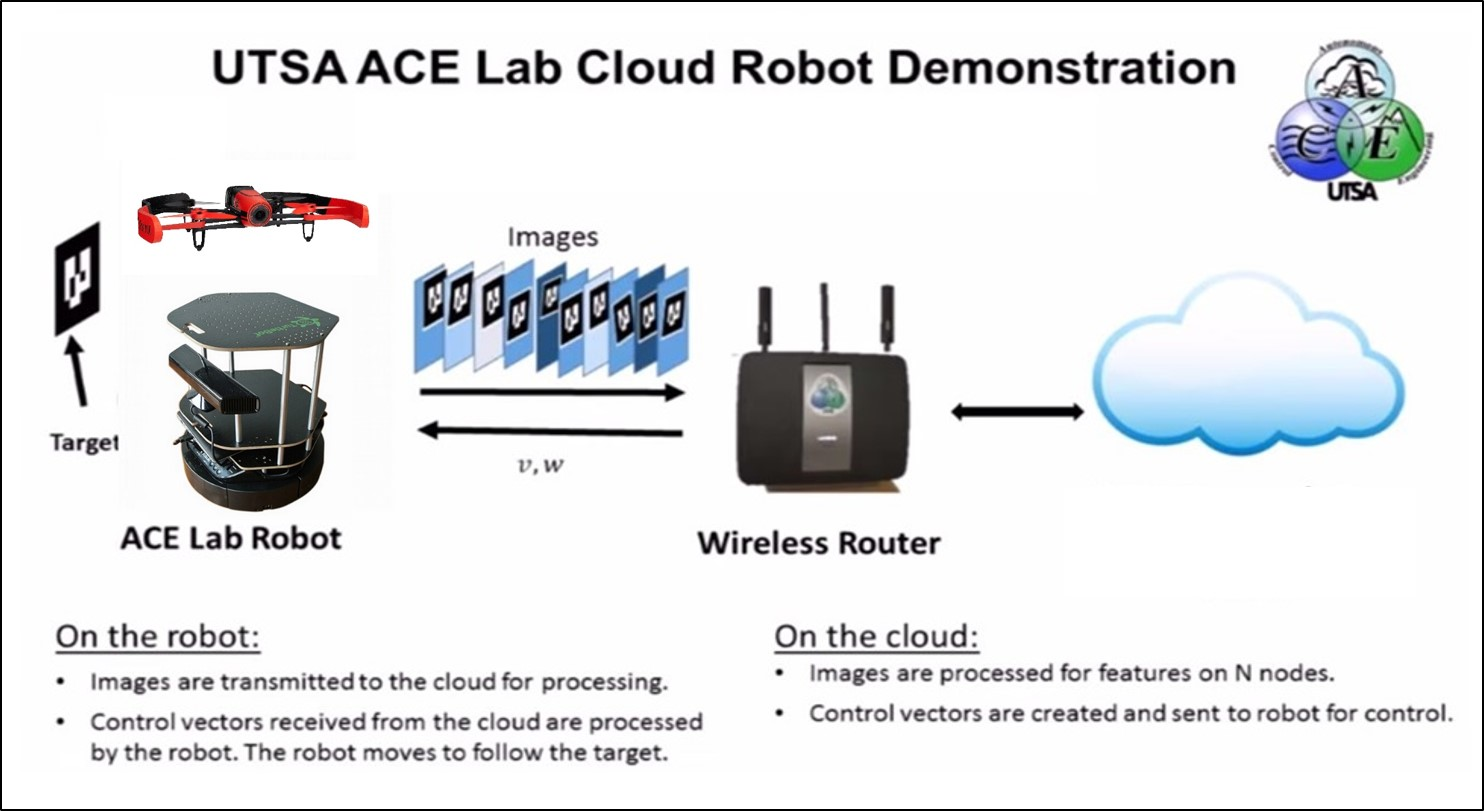 UTSA ACE Lab Cloud Robot Demonstration
Autonomous
A
C
E
Control
Engineering
UTSA
Images
Target
v, w
ACE Lab Robot
Wireless Router
On the robot:
• Images are transmitted to the cloud for processing.
• Control vectors received from the cloud are processed
by the robot. The robot moves to follow the target.
On the cloud:
• Images are processed for features on N nodes.
• Control vectors are created and sent to robot for control.